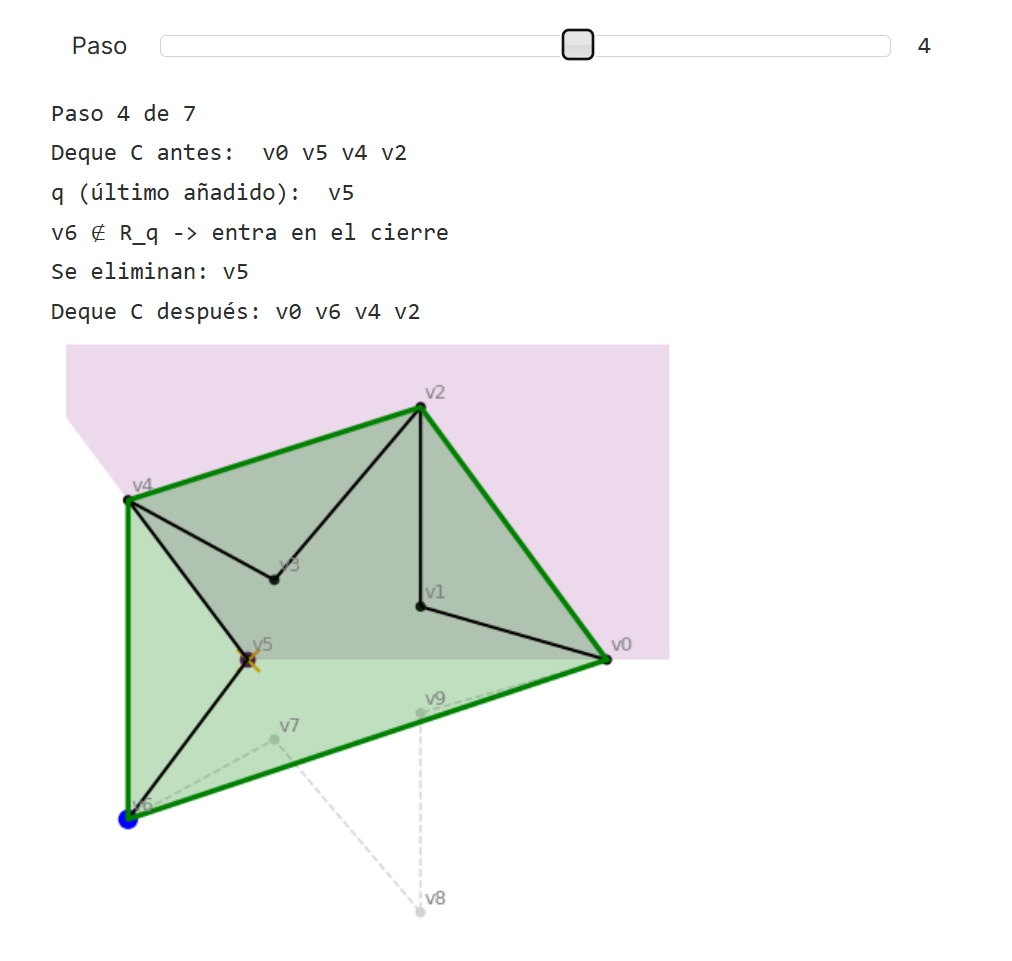 Paso 4
Paso 4 de 7
Deque C antes:  v0 v5 v4 v2
q (último añadido):  v5
v6 ∉ R_q -> entra en el cierre
Se eliminan: v5
Deque C después: v0 v6 v4 v2
v2
v4
v3
v1
v5
v0
v9
v7
v6
v8